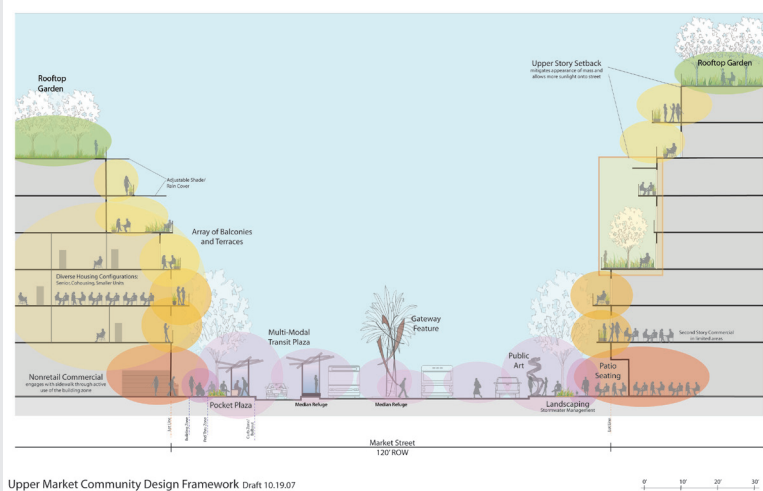 Rooftop Garden
Upper Story Setback
mitigates appearance of mass and
allows more sunlight onto street
Rooftop
Garden
Adjustable Shade/
Rain Cover
Array of Balconies
and Terraces
Diverse Housing Configurations:
Senior Cohousing, Smaller Units
Multi-Modal
Transit Plaza
Gateway
Feature
Second Story Commercial
in limited areas
Public
Art
Patio
Seating
Nonretail Commercial
engages with sidewalk through active
use of the building zone
Pocket Plaza
Median Refuge
Median Refuge
Landscaping
Stormwater Management
Market Street
120' ROW
Upper Market Community Design Framework Draft 10.19.07
0' 10' 20' 30'